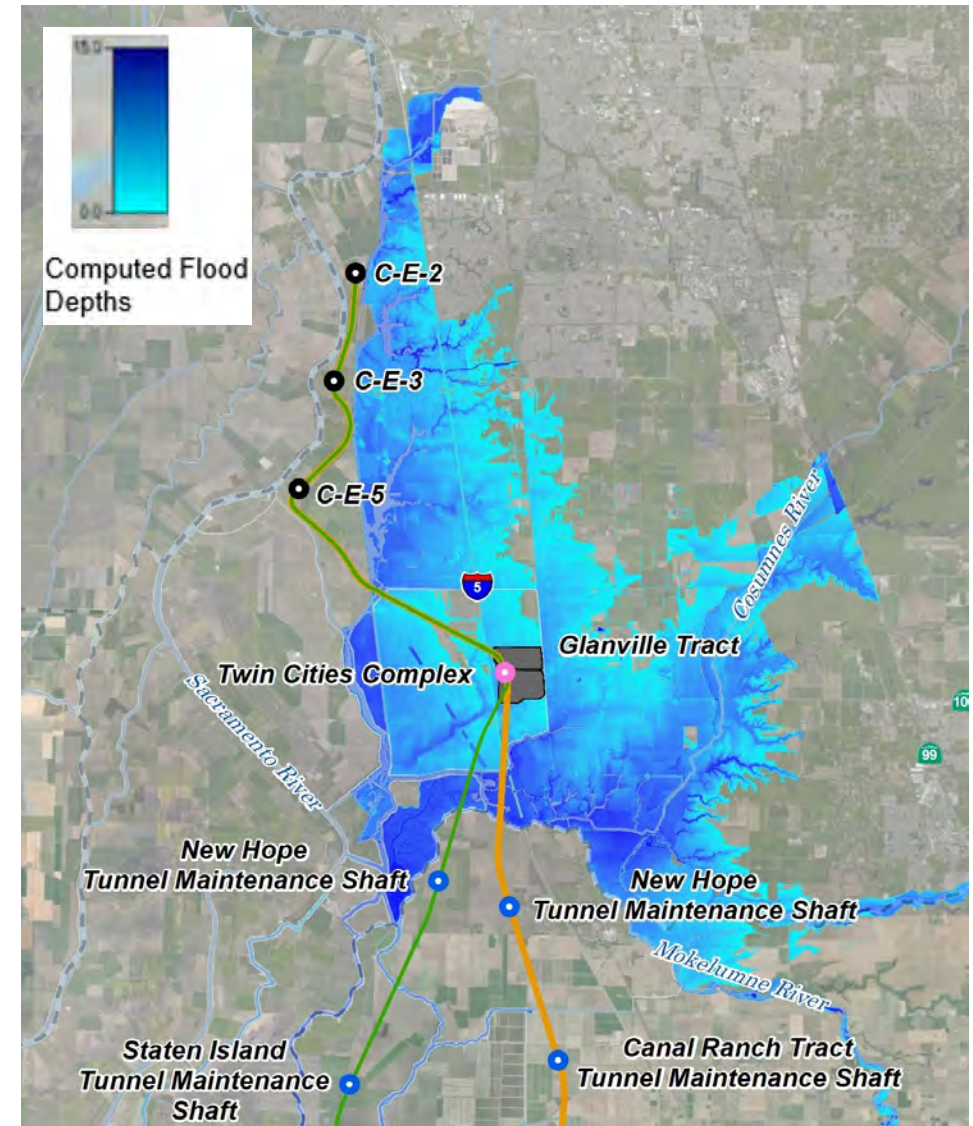 15.0
0.0
Computed Flood
Depths
C-E-2
C-E-3
C-E-5
5
Cosumnes River
Glanville Tract
Twin Cities Complex
Sacramento River
99
New Hope
Tunnel Maintenance Shaft
New Hope
Tunnel Maintenance Shaft
Mokelumne River
Staten Island
Tunnel Maintenance
Shaft
Canal Ranch Tract
Tunnel Maintenance Shaft